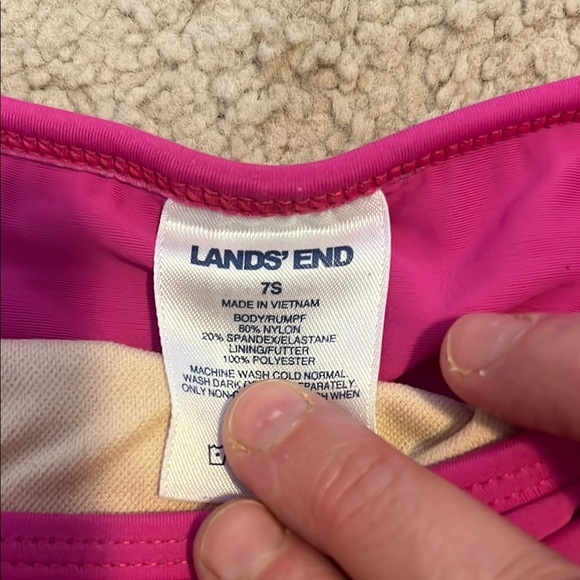 LANDS' END
7S
MADE IN VIETNAM
BODY/RUMPF
80% NYLON
20% SPANDEX/ELASTANE
LINING/FUTTER
100% POLYESTER
MACHINE WASH COLD NORMAL
WASH DARK
ONLY NON- WHEN